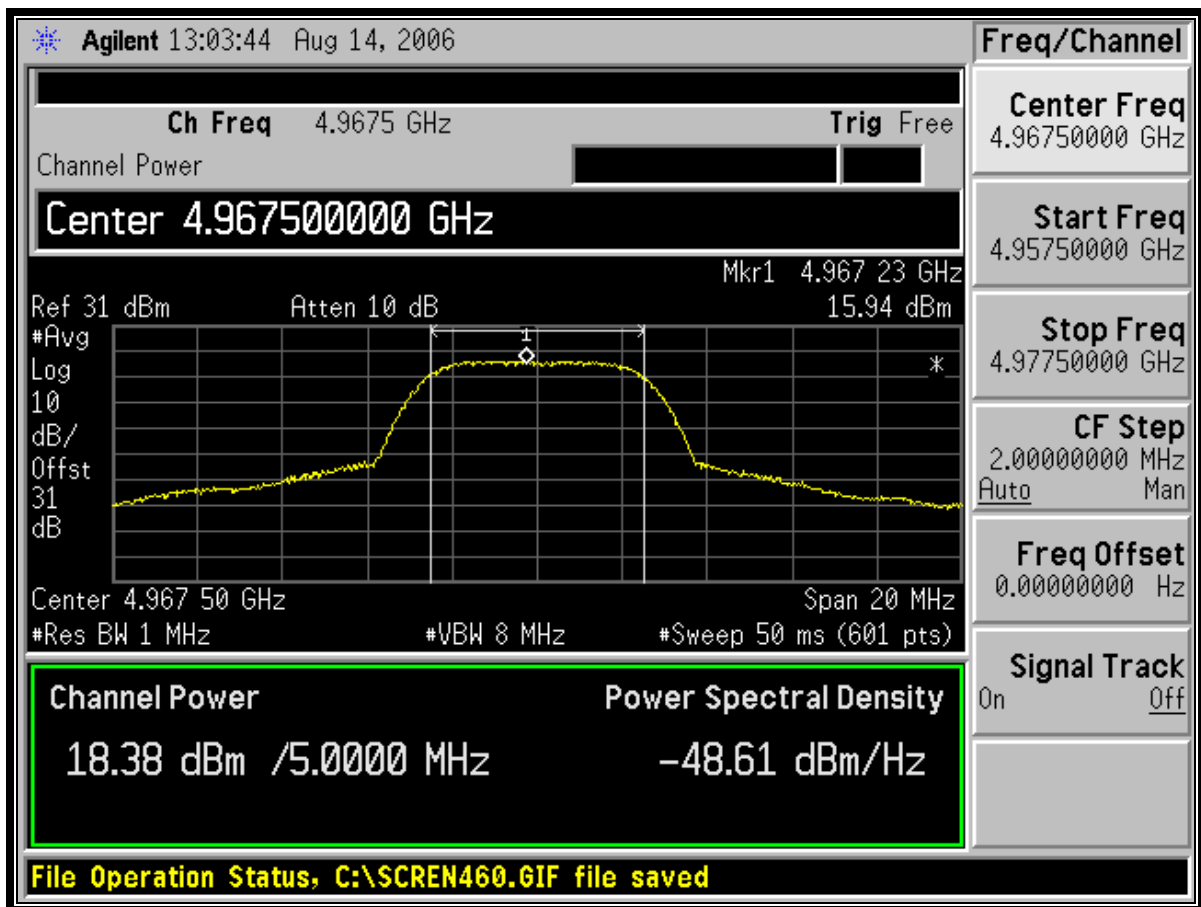 Agilent 13:03:44 Aug 14, 2006
Freq/Channel
Ch Freq 4.9675 GHz Trig Free
Channel Power
Center 4.967500000 GHz
Mkr1 4.967 23 GHz
Ref 31 dBm Atten 10 dB 15.94 dBm
#Avg
Log
10
dB/
Offst
31
dB
1
*
Center 4.967 50 GHz Span 20 MHz
#Res BW 1 MHz #VBW 8 MHz #Sweep 50 ms (601 pts)
Channel Power Power Spectral Density
18.38 dBm /5.0000 MHz -48.61 dBm/Hz
File Operation Status, C:\SCREN460.GIF file saved
Center Freq
4.96750000 GHz
Start Freq
4.95750000 GHz
Stop Freq
4.97750000 GHz
CF Step
2.00000000 MHz
Auto Man
Freq Offset
0.00000000 Hz
Signal Track
On Off